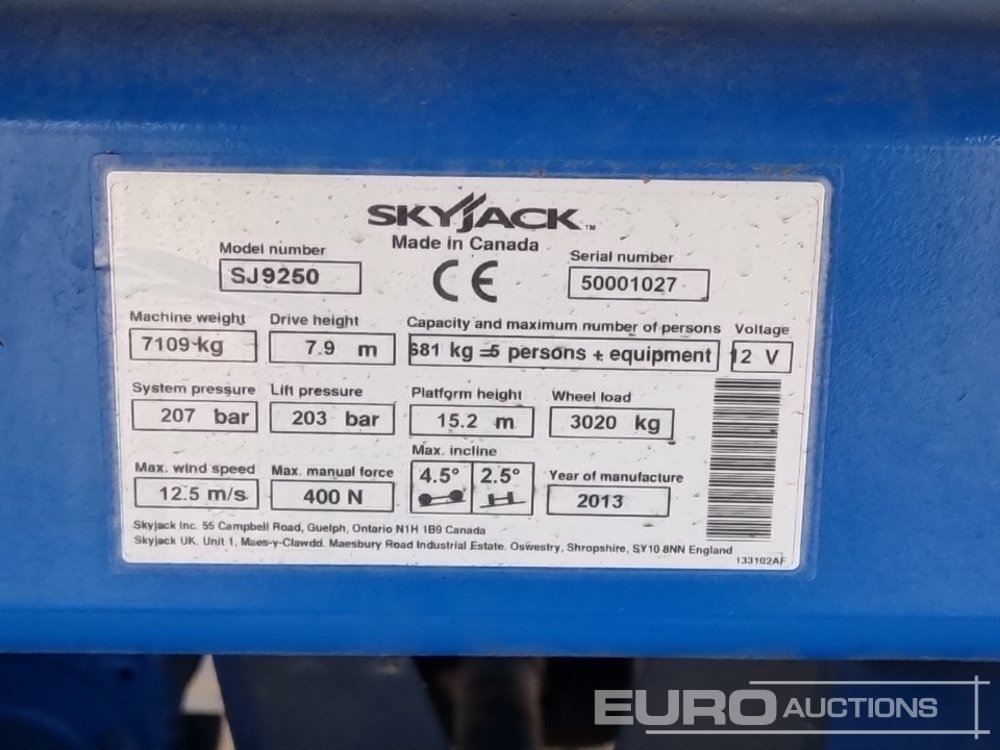 SKYJACK™
Made in Canada
Model number
SJ9250
CE
Serial number
50001027
Machine weight
7109 kg
Drive height
7.9 m
Capacity and maximum number of persons
681 kg =5 persons + equipment
Voltage
12 V
System pressure
207 bar
Lift pressure
203 bar
Platform height
15.2 m
Wheel load
3020 kg
Max. wind speed
12.5 m/s
Max. manual force
400 N
Max. incline
4.5° 2.5°
Year of manufacture
2013
Skyjack Inc. 55 Campbell Road, Guelph, Ontario N1H 1B9 Canada
Skyjack UK. Unit 1, Maes-y-Clawdd. Maesbury Road Industrial Estate. Oswestry, Shropshire, SY10 8NN England
133102AF
EURO AUCTIONS